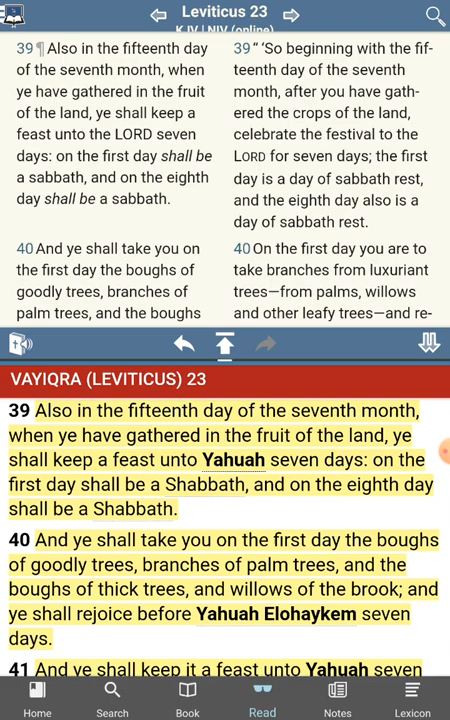 Leviticus 23
KJV | NIV (online)
39 ¶ Also in the fifteenth day
of the seventh month, when
ye have gathered in the fruit
of the land, ye shall keep a
feast unto the LORD seven
days: on the first day shall be
a sabbath, and on the eighth
day shall be a sabbath.
40 And ye shall take you on
the first day the boughs of
goodly trees, branches of
palm trees, and the boughs
39 “ ‘So beginning with the fif-
teenth day of the seventh
month, after you have gath-
ered the crops of the land,
celebrate the festival to the
LORD for seven days; the first
day is a day of sabbath rest,
and the eighth day also is a
day of sabbath rest.
40 On the first day you are to
take branches from luxuriant
trees—from palms, willows
and other leafy trees—and re-
VAYIQRA (LEVITICUS) 23
39 Also in the fifteenth day of the seventh month,
when ye have gathered in the fruit of the land, ye
shall keep a feast unto Yahuah seven days: on the
first day shall be a Shabbath, and on the eighth day
shall be a Shabbath.
40 And ye shall take you on the first day the boughs
of goodly trees, branches of palm trees, and the
boughs of thick trees, and willows of the brook; and
ye shall rejoice before Yahuah Elohaykem seven
days.
41 And ye shall keep it a feast unto Yahuah seven
Home
Search
Book
Read
Notes
Lexicon